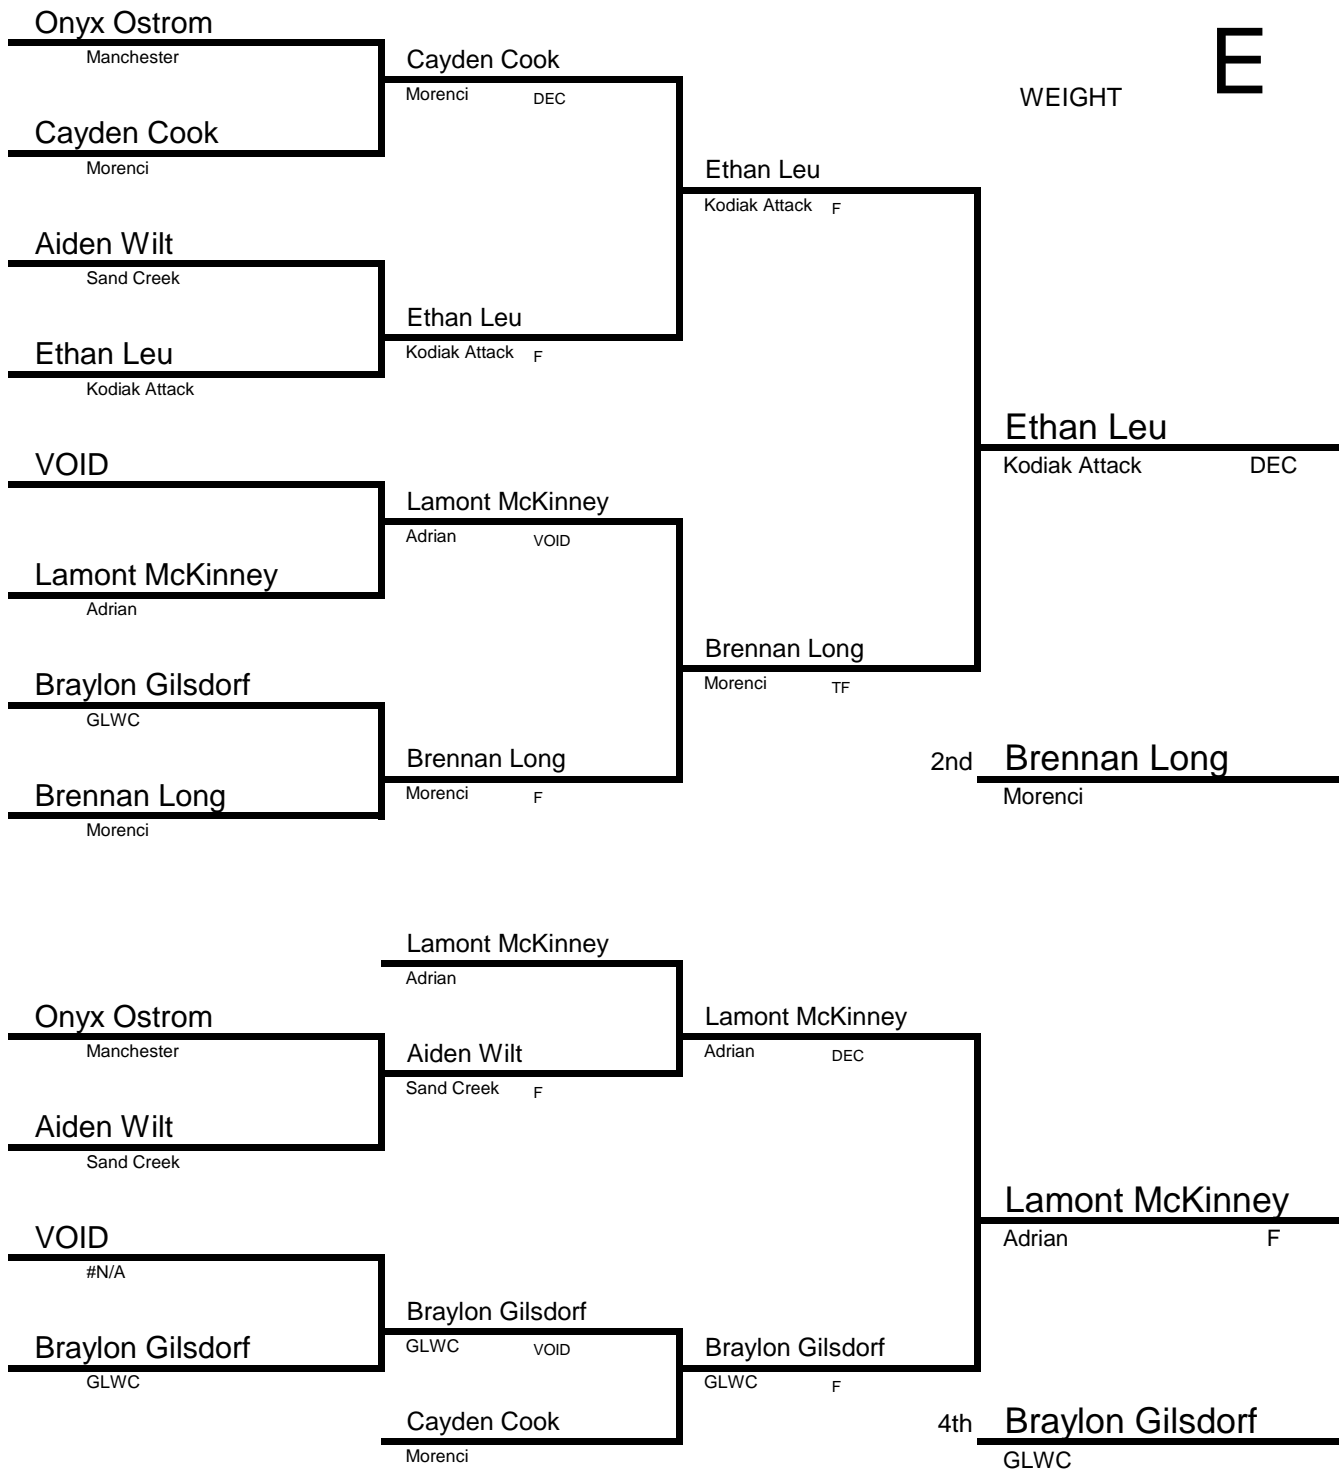 Onyx Ostrom
Manchester
Cayden Cook
Morenci DEC
E
WEIGHT
Cayden Cook
Morenci
Ethan Leu
Kodiak Attack F
Aiden Wilt
Sand Creek
Ethan Leu
Kodiak Attack F
Ethan Leu
Kodiak Attack
Ethan Leu
Kodiak Attack DEC
VOID
Lamont McKinney
Adrian VOID
Lamont McKinney
Adrian
Brennan Long
Morenci TF
Braylon Gilsdorf
GLWC
Brennan Long
Morenci F
2nd Brennan Long
Morenci
Brennan Long
Morenci
Lamont McKinney
Adrian
Onyx Ostrom
Manchester
Lamont McKinney
Adrian DEC
Aiden Wilt
Sand Creek F
Aiden Wilt
Sand Creek
Lamont McKinney
Adrian F
VOID
#N/A
Braylon Gilsdorf
GLWC VOID
Braylon Gilsdorf
GLWC
Braylon Gilsdorf
GLWC F
Cayden Cook
Morenci
4th Braylon Gilsdorf
GLWC